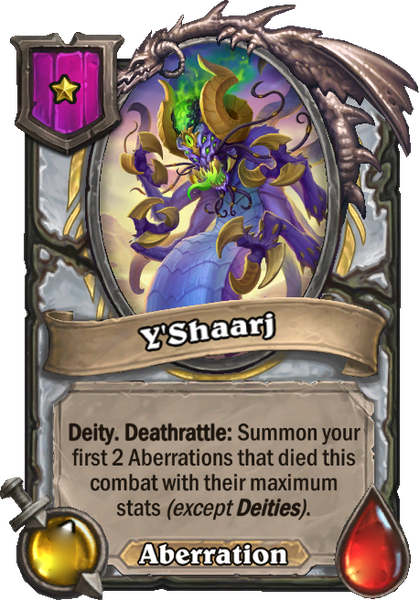 Y'Shaarj
Deity. Deathrattle: Summon your
first 2 Aberrations that died this
combat with their maximum
stats (except Deities).
Aberration